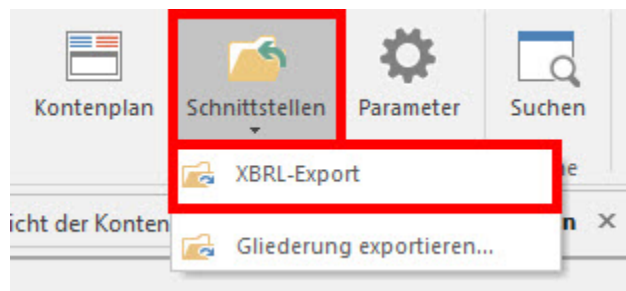 Kontenplan Schnittstellen Parameter Suchen
XBRL-Export
icht der Konten
Gliederung exportieren...